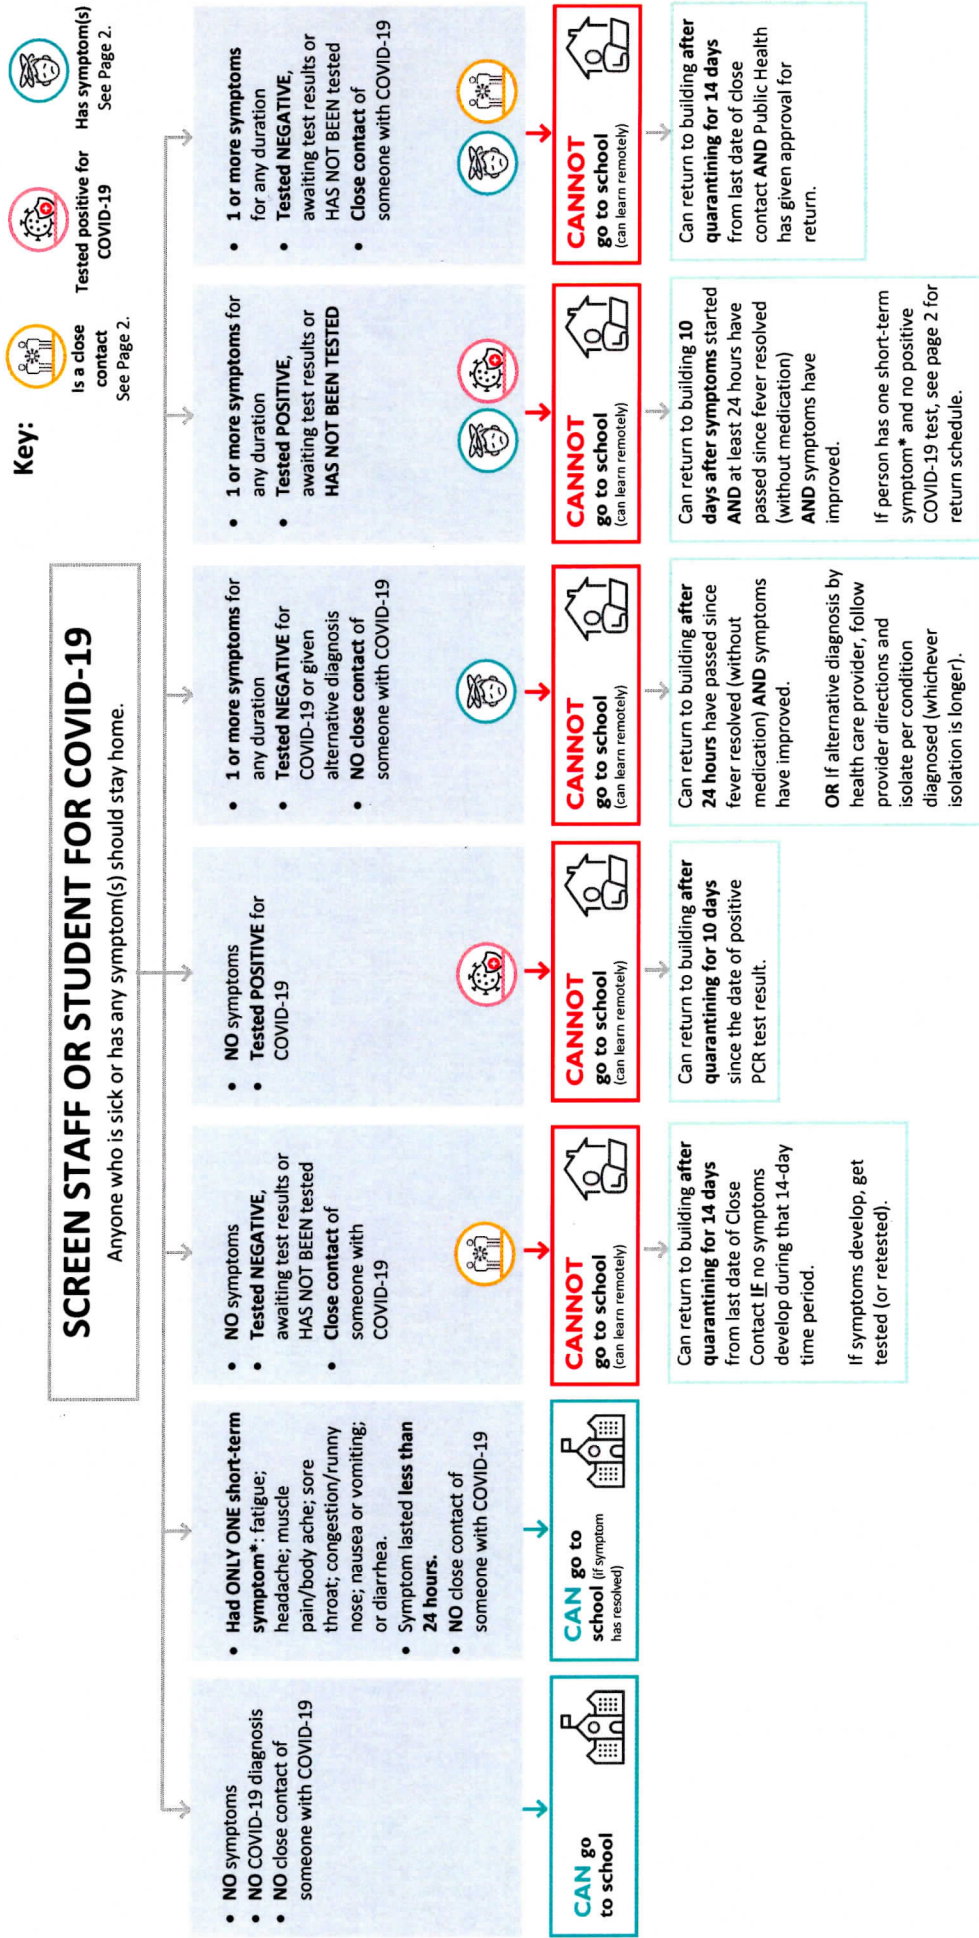 SCREEN STAFF OR STUDENT FOR COVID-19
Anyone who is sick or has any symptom(s) should stay home.
Key:
Is a close
contact
See Page 2.
Tested positive for
COVID-19
Has symptom(s)
See Page 2.
• NO symptoms
• NO COVID-19 diagnosis
• NO close contact of
someone with COVID-19
CAN go
to school
• Had ONLY ONE short-term
symptom*: fatigue;
headache; muscle
pain/body ache; sore
throat; congestion/runny
nose; nausea or vomiting;
or diarrhea.
• Symptom lasted less than
24 hours.
• NO close contact of
someone with COVID-19
CAN go to
school (if symptom
has resolved)
• NO symptoms
• Tested NEGATIVE,
awaiting test results or
HAS NOT BEEN tested
• Close contact of
someone with
COVID-19
CANNOT
go to school
(can learn remotely)
Can return to building after
quarantining for 14 days
from last date of Close
Contact IF no symptoms
develop during that 14-day
time period.
If symptoms develop, get
tested (or retested).
• NO symptoms
• Tested POSITIVE for
COVID-19
CANNOT
go to school
(can learn remotely)
Can return to building after
quarantining for 10 days
since the date of positive
PCR test result.
• 1 or more symptoms for
any duration
• Tested NEGATIVE for
COVID-19 or given
alternative diagnosis
• NO close contact of
someone with COVID-19
CANNOT
go to school
(can learn remotely)
Can return to building after
24 hours have passed since
fever resolved (without
medication) AND symptoms
have improved.
OR If alternative diagnosis by
health care provider, follow
provider directions and
isolate per condition
diagnosed (whichever
isolation is longer).
• 1 or more symptoms for
any duration
• Tested POSITIVE,
awaiting test results or
HAS NOT BEEN TESTED
CANNOT
go to school
(can learn remotely)
Can return to building 10
days after symptoms started
AND at least 24 hours have
passed since fever resolved
(without medication)
AND symptoms have
improved.
If person has one short-term
symptom* and no positive
COVID-19 test, see page 2 for
return schedule.
• 1 or more symptoms
for any duration
• Tested NEGATIVE,
awaiting test results or
HAS NOT BEEN tested
• Close contact of
someone with COVID-19
CANNOT
go to school
(can learn remotely)
Can return to building after
quarantining for 14 days
from last date of close
contact AND Public Health
has given approval for
return.